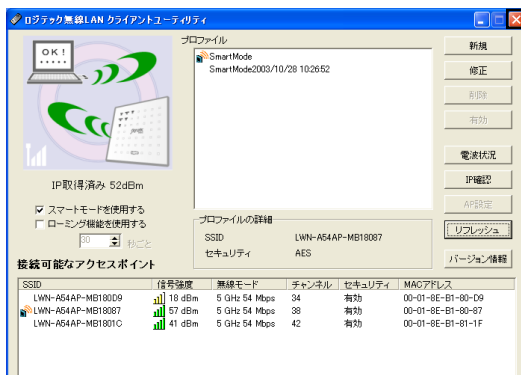 ロジテック無線LAN クライアントユーティリティ
プロファイル
OK!
SmartMode
SmartMode2003/10/28 10:26:52
新規
修正
削除
有効
電波状況
IP確認
AP設定
リフレッシュ
バージョン情報
IP取得済み 52dBm
スマートモードを使用する
ローミング機能を使用する
30 秒ごと
プロファイルの詳細
SSID LWN-A54AP-MB18087
セキュリティ AES
接続可能なアクセスポイント
SSID 信号強度 無線モード チャンネル セキュリティ MACアドレス
LWN-A54AP-MB180D9 18 dBm 5 GHz 54 Mbps 34 有効 00-01-8E-B1-80-D9
LWN-A54AP-MB18087 57 dBm 5 GHz 54 Mbps 38 有効 00-01-8E-B1-80-87
LWN-A54AP-MB1801C 41 dBm 5 GHz 54 Mbps 42 有効 00-01-8E-B1-81-1F